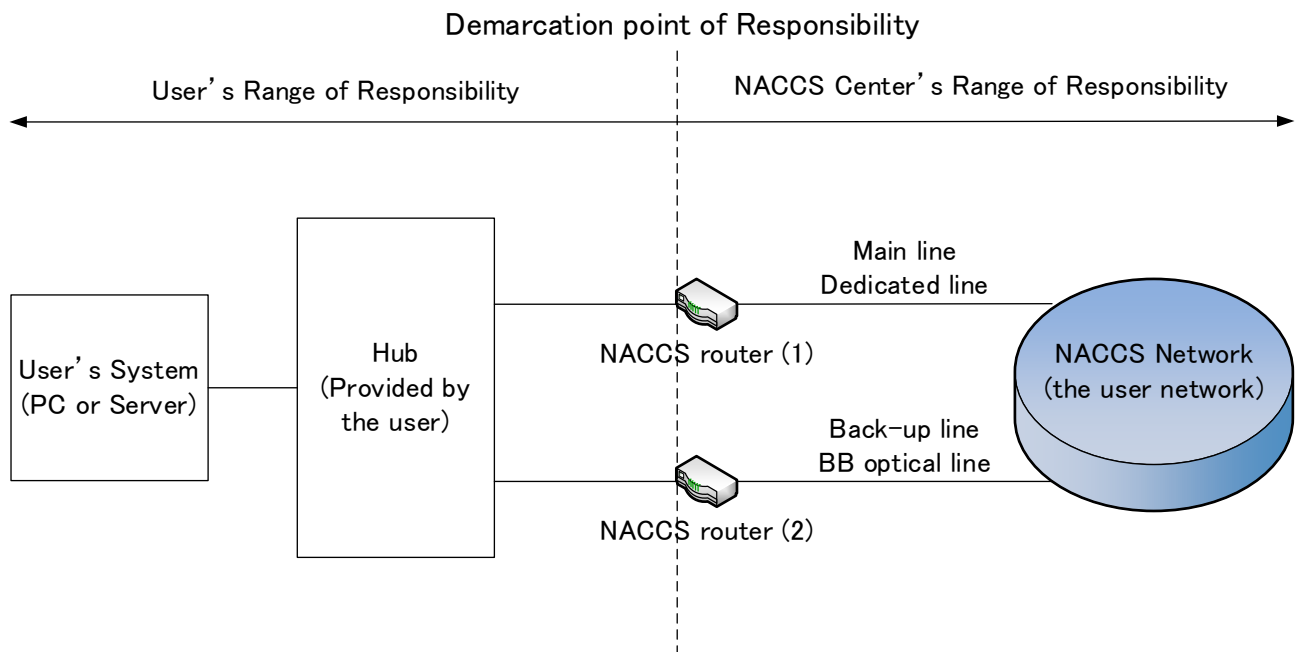 Demarcation point of Responsibility
User’s Range of Responsibility
NACCS Center’s Range of Responsibility
Main line
Dedicated line
User’s System
(PC or Server)
Hub
(Provided by
the user)
NACCS router (1)
NACCS Network
(the user network)
Back-up line
BB optical line
NACCS router (2)